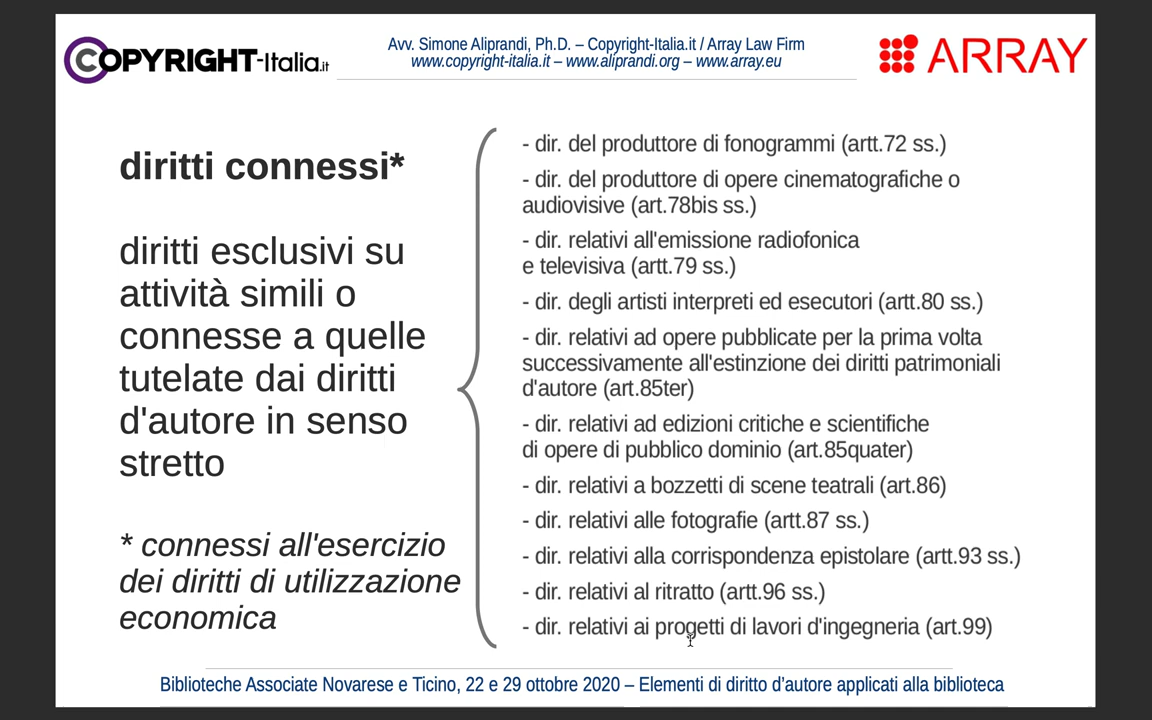 COPYRIGHT-Italia.it
Avv. Simone Aliprandi, Ph.D. – Copyright-Italia.it / Array Law Firm
www.copyright-italia.it – www.aliprandi.org – www.array.eu
ARRAY
diritti connessi*
diritti esclusivi su
attività simili o
connesse a quelle
tutelate dai diritti
d'autore in senso
stretto
* connessi all'esercizio
dei diritti di utilizzazione
economica
- dir. del produttore di fonogrammi (artt.72 ss.)
- dir. del produttore di opere cinematografiche o
audiovisive (art.78bis ss.)
- dir. relativi all'emissione radiofonica
e televisiva (artt.79 ss.)
- dir. degli artisti interpreti ed esecutori (artt.80 ss.)
- dir. relativi ad opere pubblicate per la prima volta
successivamente all'estinzione dei diritti patrimoniali
d'autore (art.85ter)
- dir. relativi ad edizioni critiche e scientifiche
di opere di pubblico dominio (art.85quater)
- dir. relativi a bozzetti di scene teatrali (art.86)
- dir. relativi alle fotografie (artt.87 ss.)
- dir. relativi alla corrispondenza epistolare (artt.93 ss.)
- dir. relativi al ritratto (artt.96 ss.)
- dir. relativi ai progetti di lavori d'ingegneria (art.99)
Biblioteche Associate Novarese e Ticino, 22 e 29 ottobre 2020 – Elementi di diritto d'autore applicati alla biblioteca